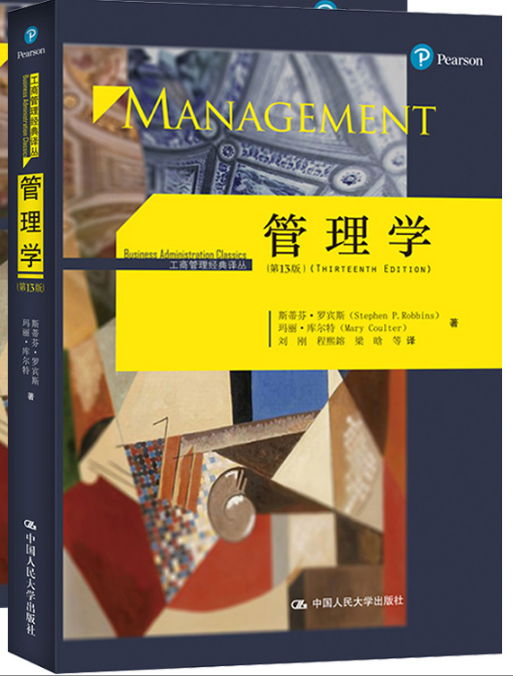 Pearson
MANAGEMENT
管理学
(第13版) (THIRTEENTH EDITION)
Business Administration Classics
工商管理经典译丛
斯蒂芬·罗宾斯 (Stephen P.Robbins)
玛丽·库尔特 (Mary Coulter)
著
刘 刚 程熙鎔 梁 晗 等 译
中国人民大学出版社
Pearson
工商管理经典译丛
Business Administration Classics
管理学
(第13版)
斯蒂芬·罗宾斯
玛丽·库尔特
著
中国人民大学出版社